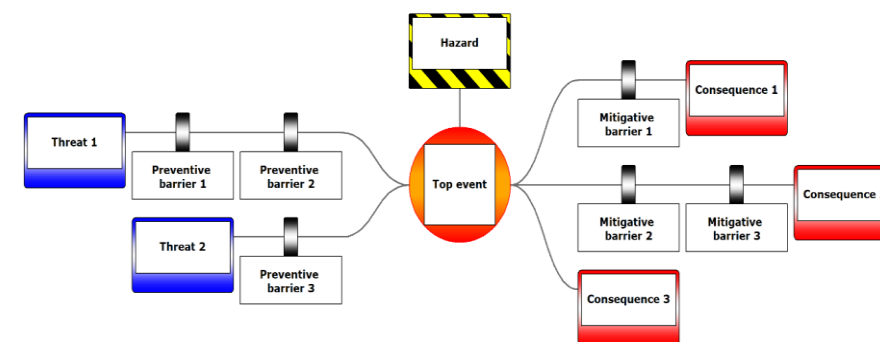 Hazard
Threat 1
Preventive
barrier 1
Preventive
barrier 2
Threat 2
Preventive
barrier 3
Top event
Mitigative
barrier 1
Consequence 1
Mitigative
barrier 2
Mitigative
barrier 3
Consequence
Consequence 3